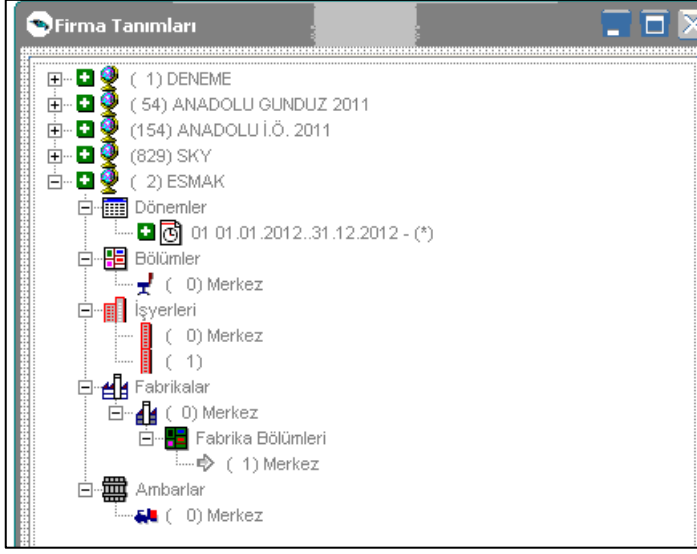 Firma Tanımları
( 1) DENEME
( 54) ANADOLU GUNDUZ 2011
(154) ANADOLU İ.Ö. 2011
(829) SKY
( 2) ESMAK
Dönemler
01 01.01.2012..31.12.2012 - (*)
Bölümler
( 0) Merkez
İşyerleri
( 0) Merkez
( 1)
Fabrikalar
( 0) Merkez
Fabrika Bölümleri
( 1) Merkez
Ambarlar
( 0) Merkez